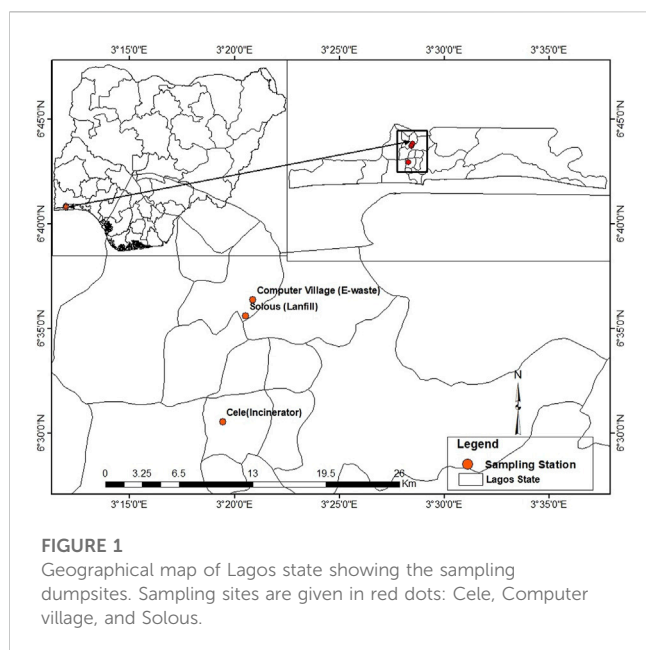 3°15'0"E 3°20'0"E 3°25'0"E 3°30'0"E 3°35'0"E
6°45'0"N 6°45'0"N
6°40'0"N 6°40'0"N
Computer Village (E-waste)
Solous (Lanfill)
6°35'0"N 6°35'0"N
N
Cele(Incinerator)
6°30'0"N 6°30'0"N
Legend
Sampling Station
Lagos State
0 3.25 6.5 13 19.5 26
Km
3°15'0"E 3°20'0"E 3°25'0"E 3°30'0"E 3°35'0"E
FIGURE 1
Geographical map of Lagos state showing the sampling
dumpsites. Sampling sites are given in red dots: Cele, Computer
village, and Solous.